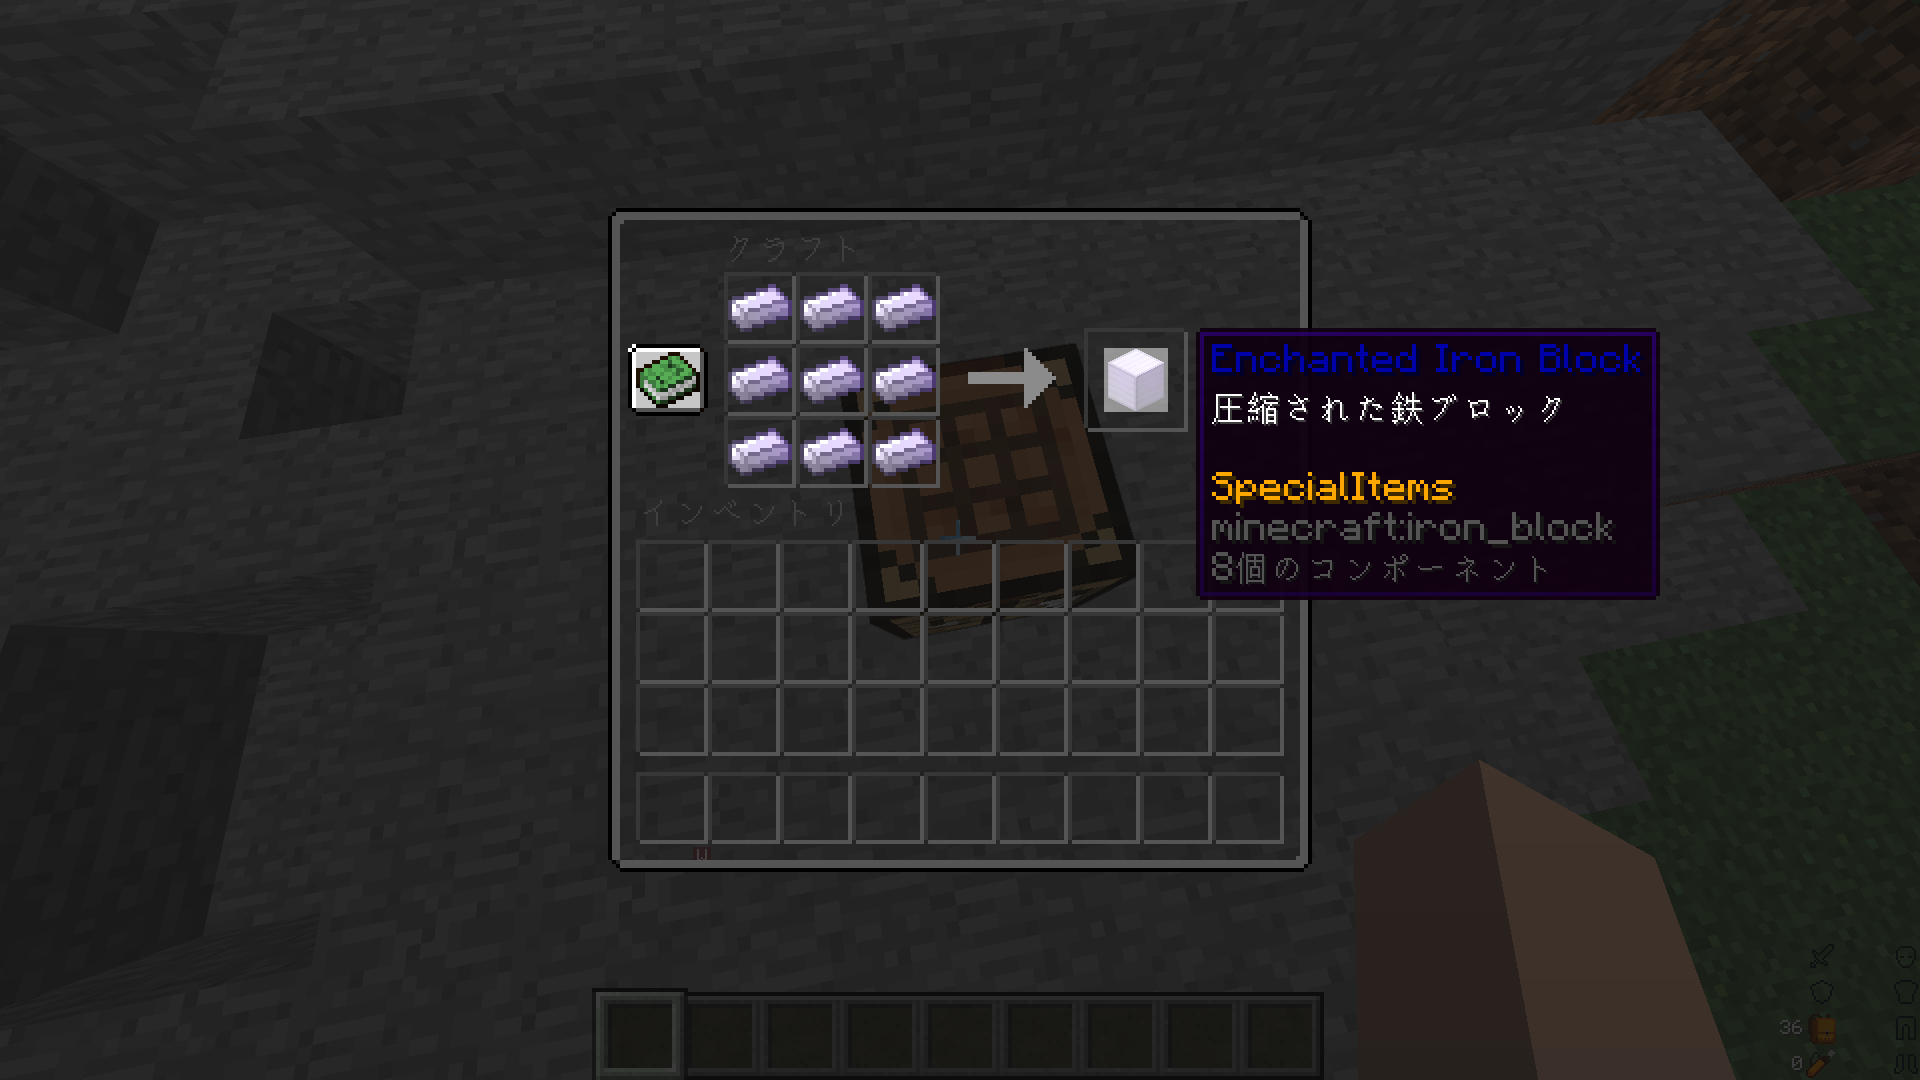 クラフト
Enchanted Iron Block
圧縮された鉄ブロック
SpecialItems
minecraft:iron_block
8個のコンポーネント
インベントリ
36
0